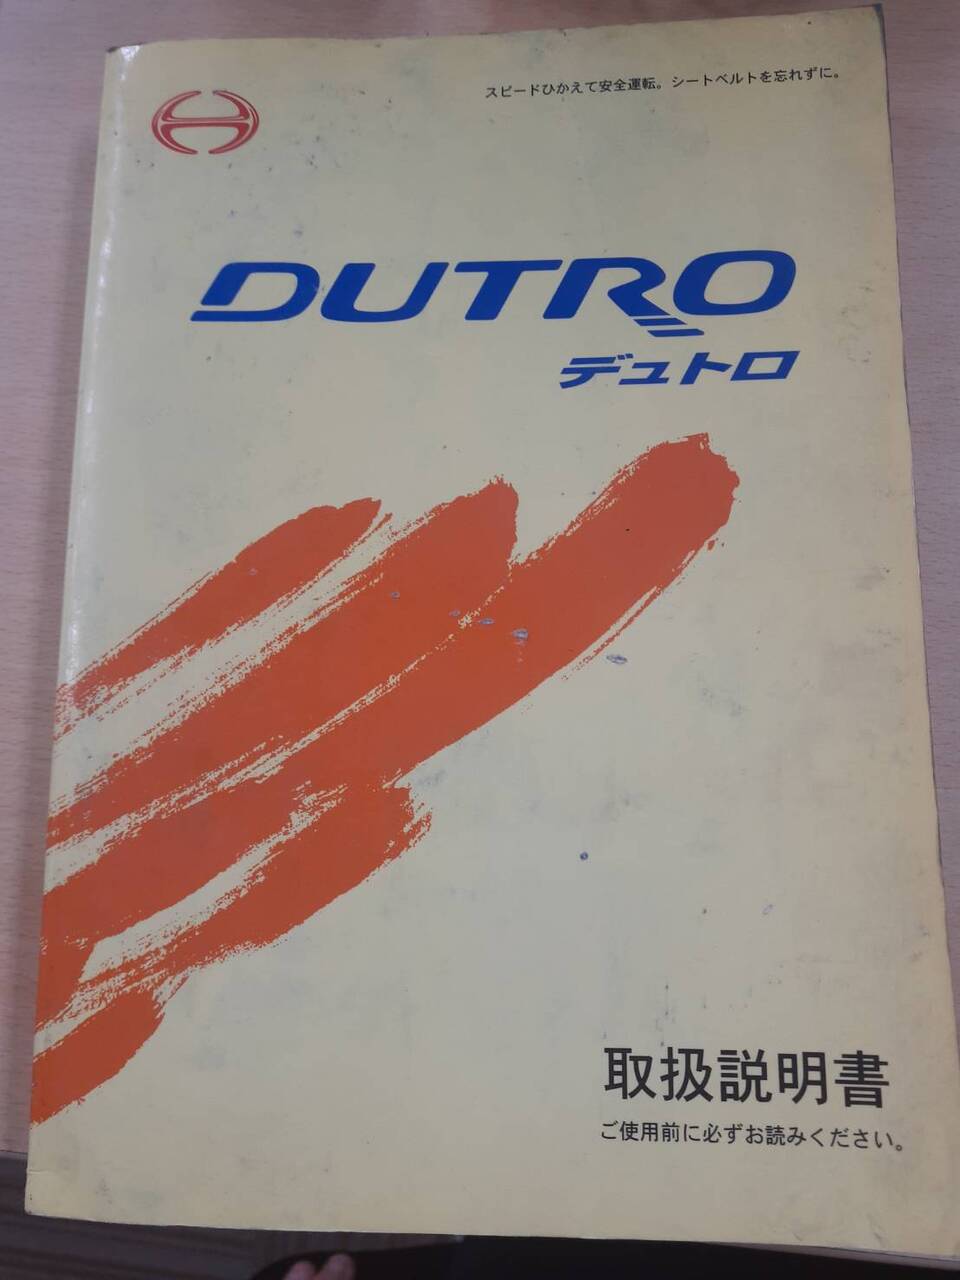 スピードひかえて安全運転。シートベルトを忘れずに。
DUTRO
デュトロ
取扱説明書
ご使用前に必ずお読みください。